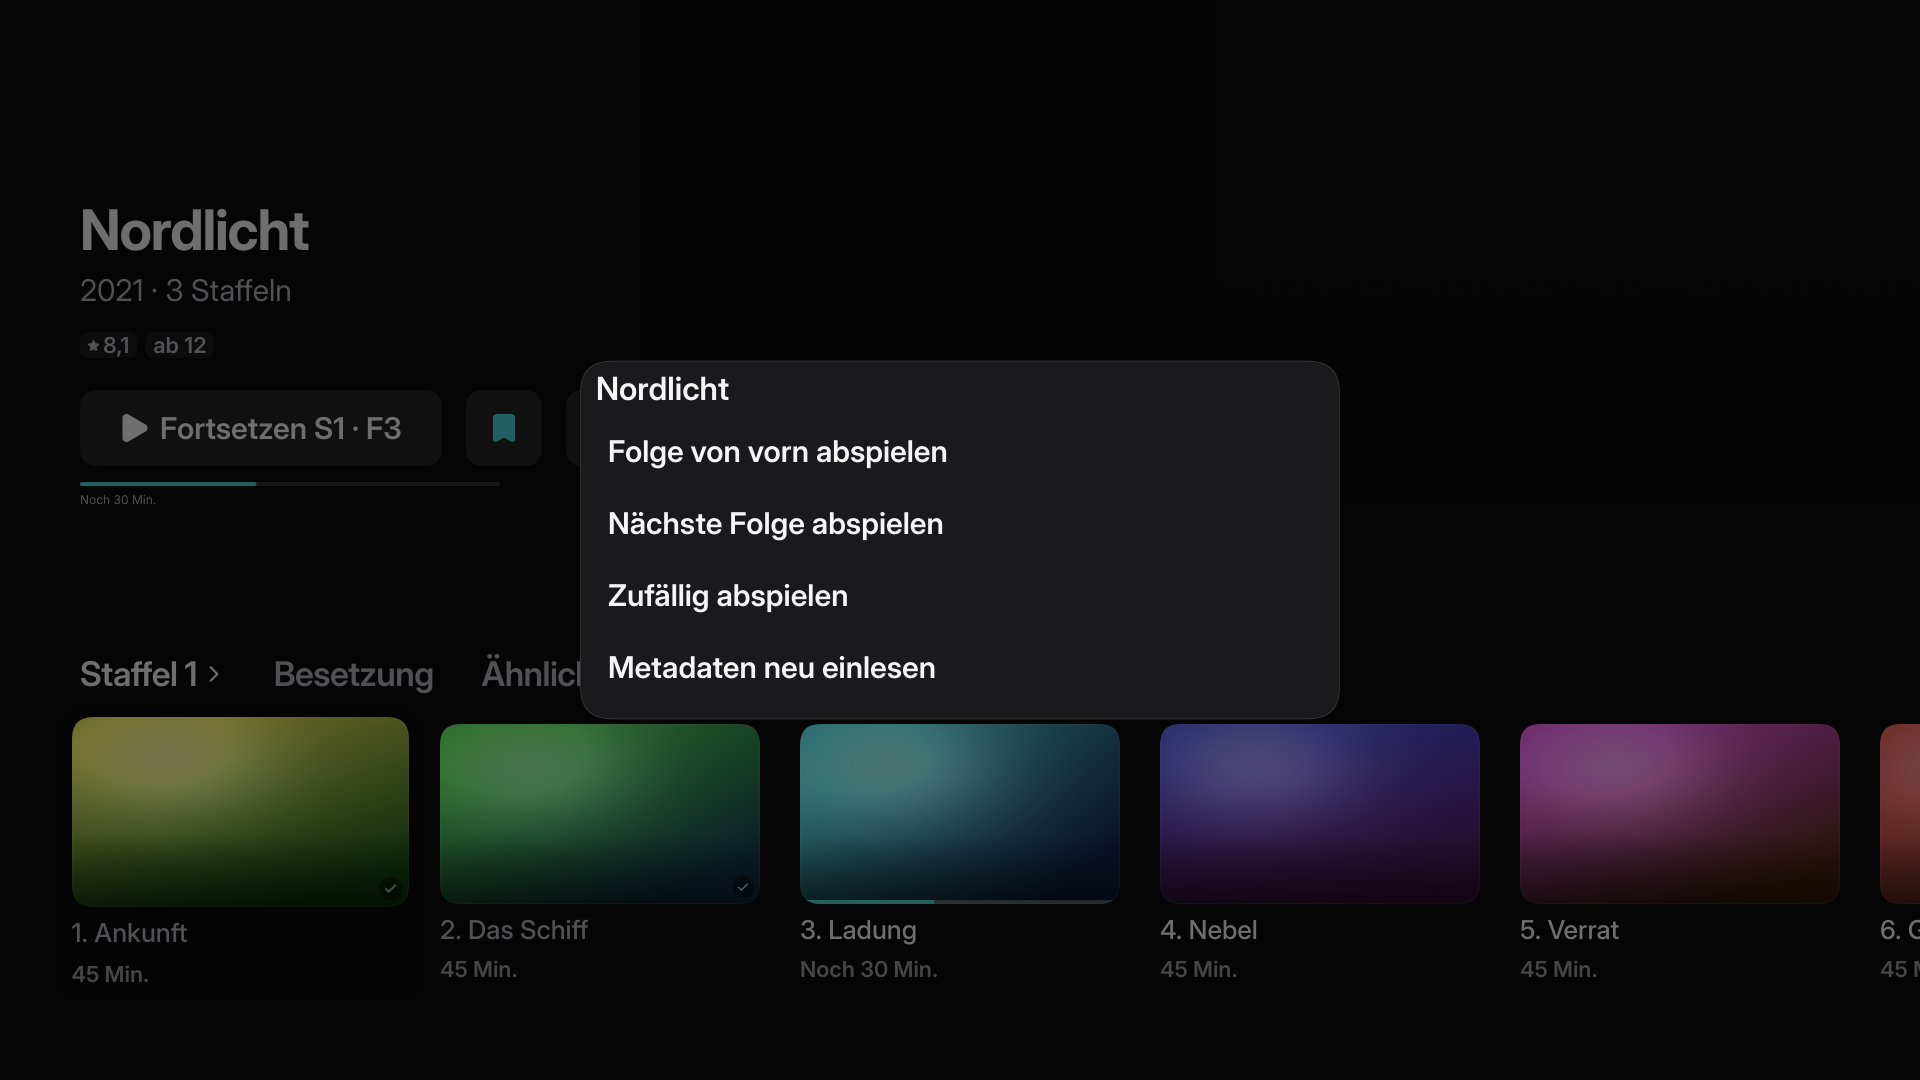 Nordlicht
2021 · 3 Staffeln
8,1 ab 12
Fortsetzen S1 · F3
Noch 30 Min.
Nordlicht
Folge von vorn abspielen
Nächste Folge abspielen
Zufällig abspielen
Metadaten neu einlesen
Staffel 1 Besetzung
1. Ankunft
45 Min.
2. Das Schiff
45 Min.
3. Ladung
Noch 30 Min.
4. Nebel
45 Min.
5. Verrat
45 Min.
6.
45